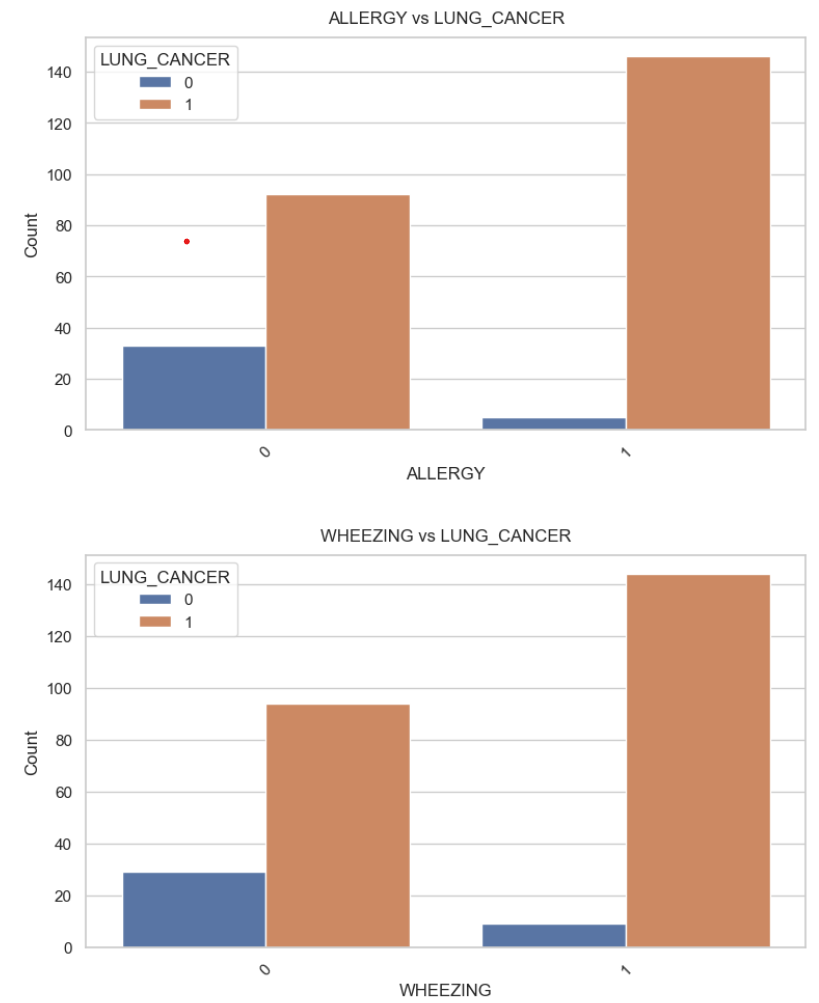 ALLERGY vs LUNG_CANCER
LUNG_CANCER
0
1
140
120
100
80
60
40
20
0
Count
0 1
ALLERGY
WHEEZING vs LUNG_CANCER
LUNG_CANCER
0
1
140
120
100
80
60
40
20
0
Count
0 1
WHEEZING